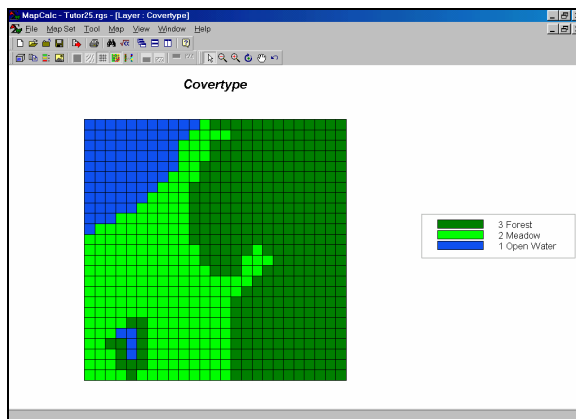 MapCalc - Tutor25.rgs - [Layer : Covertype]
File Map Set Tool Map View Window Help
Covertype
3 Forest
2 Meadow
1 Open Water